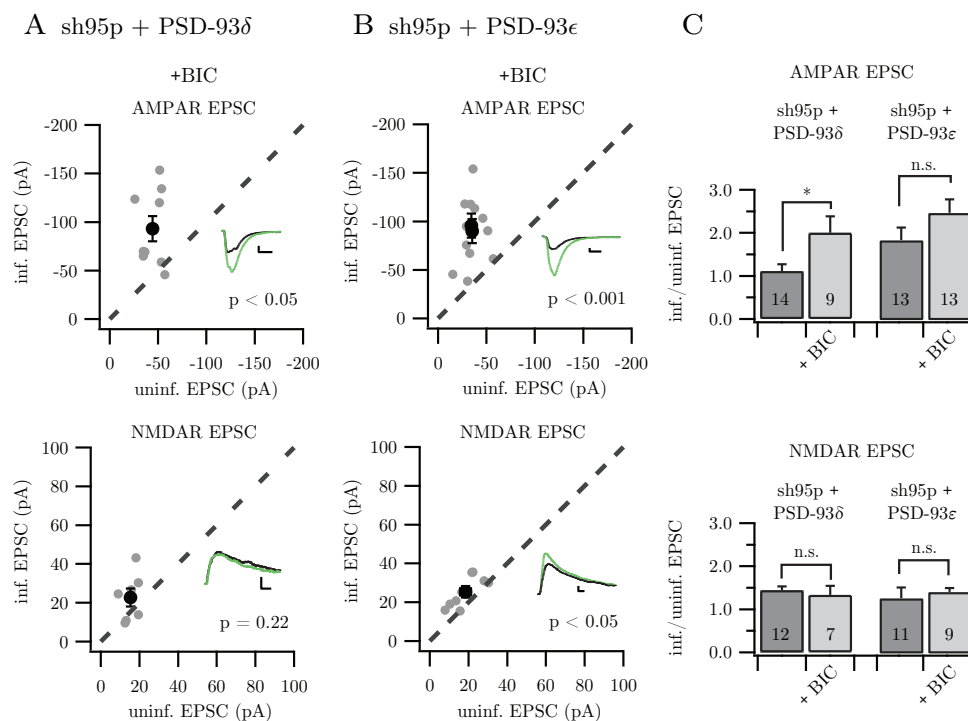 A sh95p + PSD-93δ
+BIC
AMPAR EPSC
-200
-150
-100
-50
0
inf. EPSC (pA)
p < 0.05
0 -50 -100 -150 -200
uninf. EPSC (pA)
NMDAR EPSC
100
80
60
40
20
0
inf. EPSC (pA)
p = 0.22
0 20 40 60 80 100
uninf. EPSC (pA)
B sh95p + PSD-93ϵ
+BIC
AMPAR EPSC
-200
-150
-100
-50
0
inf. EPSC (pA)
p < 0.001
0 -50 -100 -150 -200
uninf. EPSC (pA)
NMDAR EPSC
100
80
60
40
20
0
inf. EPSC (pA)
p < 0.05
0 20 40 60 80 100
uninf. EPSC (pA)
C
AMPAR EPSC
sh95p + PSD-93δ
sh95p + PSD-93ε
* n.s.
3.0
2.0
1.0
0.0
inf./uninf. EPSC
14 9 13 13
+ BIC + BIC
NMDAR EPSC
sh95p + PSD-93δ
sh95p + PSD-93ε
n.s. n.s.
3.0
2.0
1.0
0.0
inf./uninf. EPSC
12 7 11 9
+ BIC + BIC